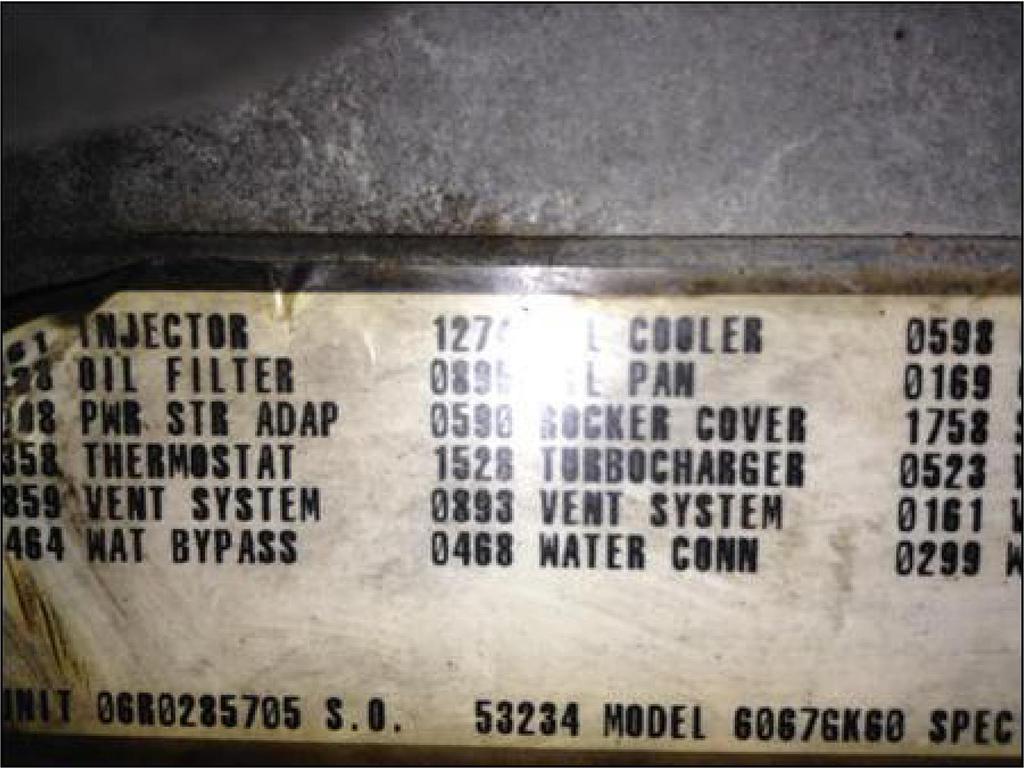 INJECTOR 127 COOLER 0598
OIL FILTER PAN 0169
PWR STR ADAP 0590 ROCKER COVER 1758
358 THERMOSTAT 1528 TURBOCHARGER 0523
859 VENT SYSTEM 0893 VENT SYSTEM 0161
464 WAT BYPASS 0468 WATER CONN 0299
UNIT 06R0285705 S.O. 53234 MODEL 6067GK60 SPEC